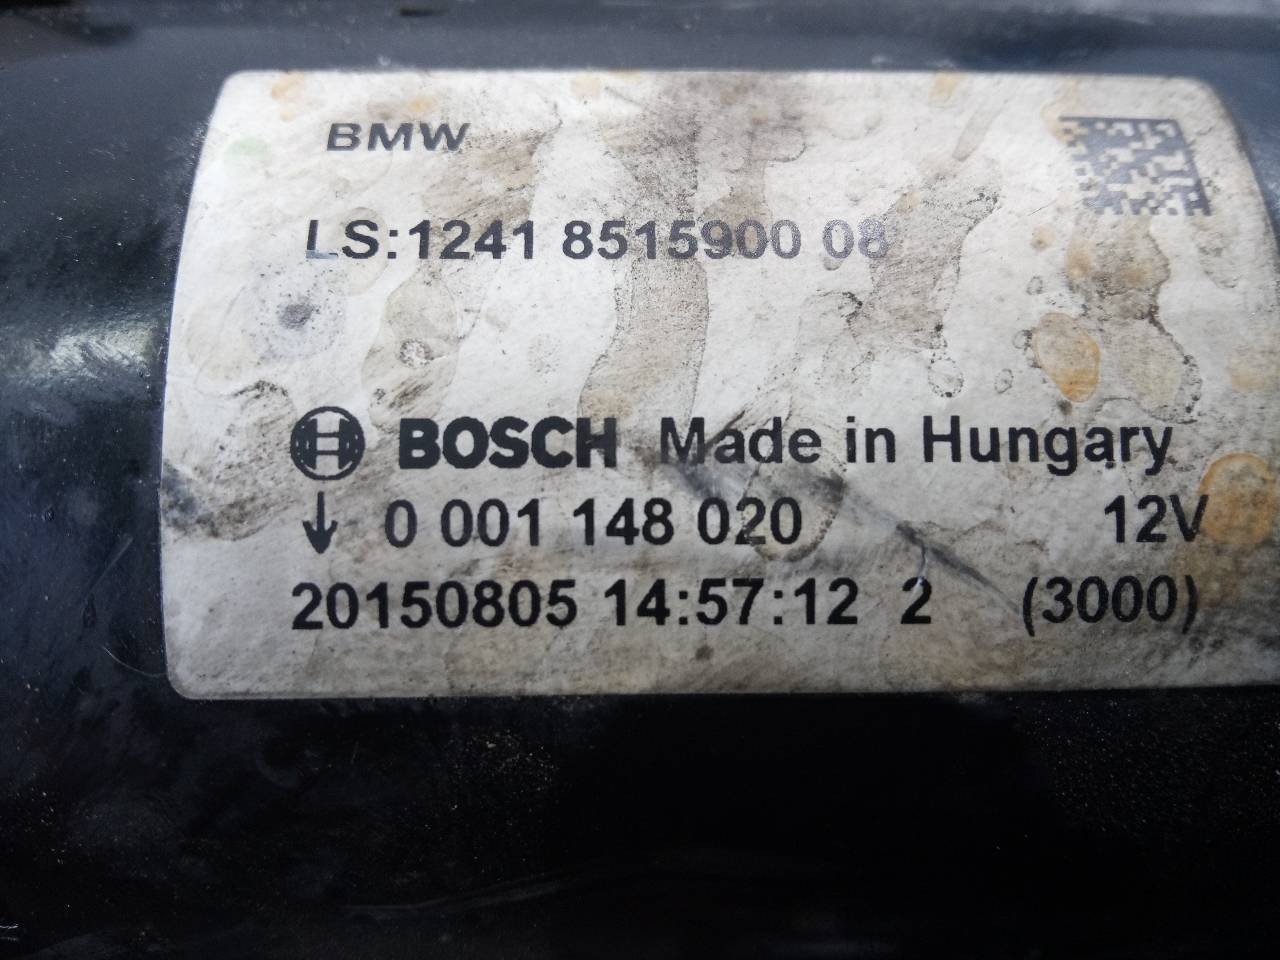 BMW
LS:1241 8515900 08
BOSCH Made in Hungary
↓ 0 001 148 020 12V
20150805 14:57:12 2 (3000)